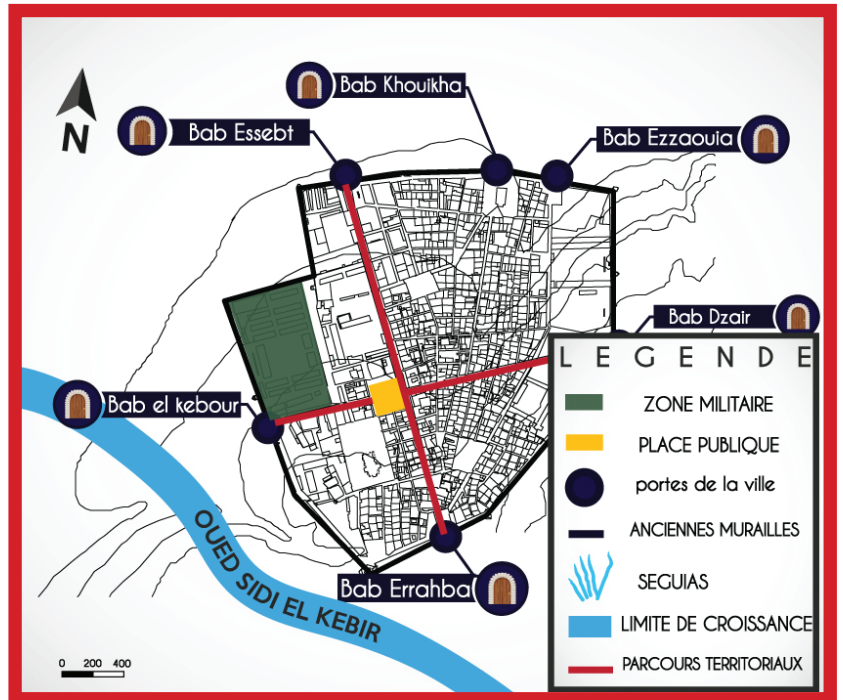 Bab Khouikha
Bab Essebt
Bab Ezzaouia
N
Bab Dzair
LEGENDE
Bab el kebour
ZONE MILITAIRE
PLACE PUBLIQUE
portes de la ville
ANCIENNES MURAILLES
SEGUIAS
LIMITE DE CROISSANCE
PARCOURS TERRITORIAUX
OUED SIDI EL KEBIR
Bab Errahba
0 200 400